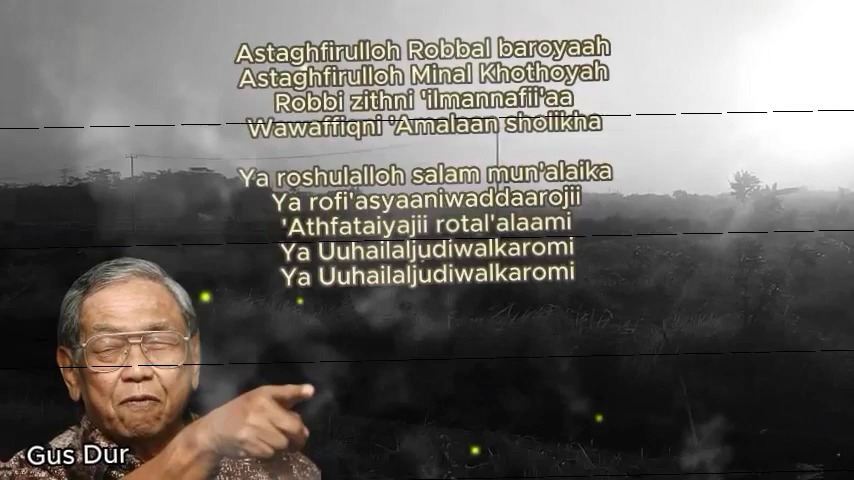 Astaghfirulloh Robbal baroyaah
Astaghfirulloh Minal Khothoyah
Robbi zithni 'ilmannafii'aa
Wawaffiqni 'Amalaan sholikha
Ya roshulalloh salam mun'alaika
Ya rofi'asyaaniwaddaarojii
'Athfataiyajii rotal'alaami
Ya Uuhailaljudiwalkaromi
Ya Uuhailaljudiwalkaromi
Gus Dur